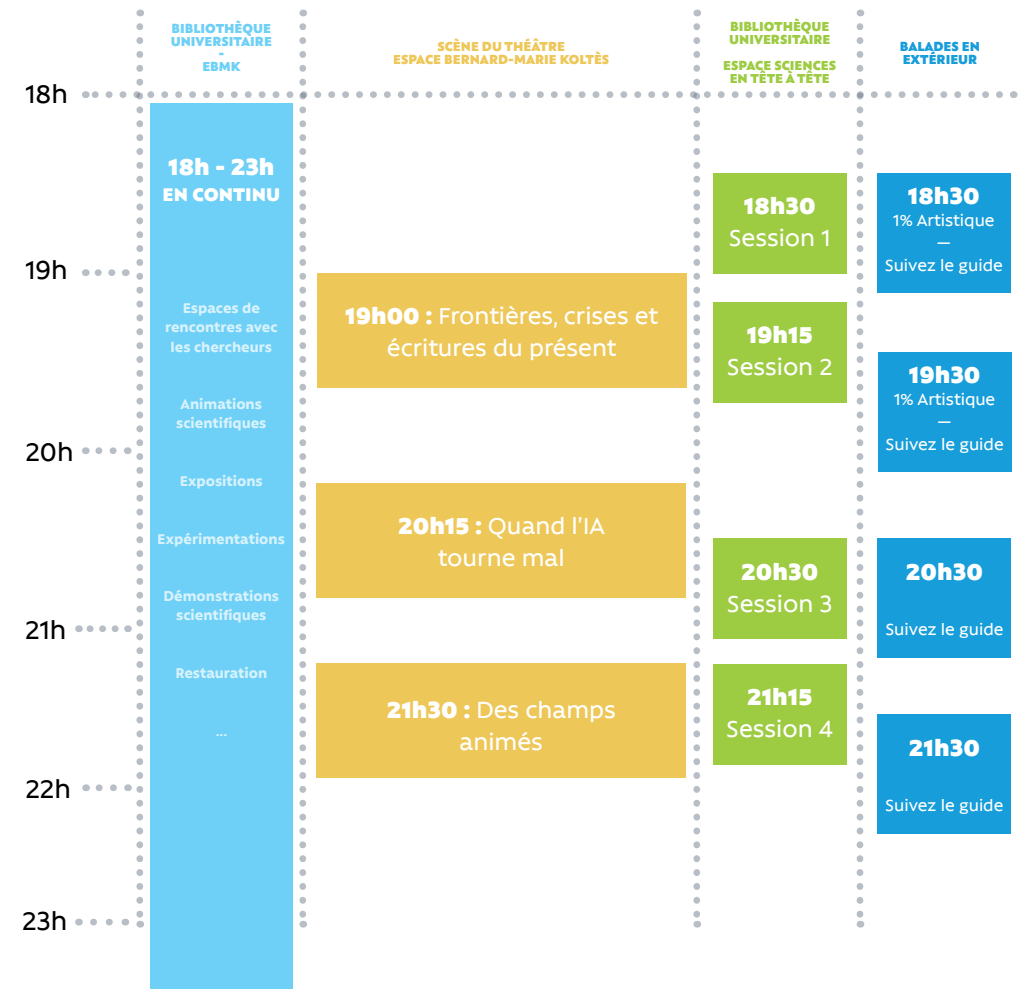 BIBLIOTHÈQUE
UNIVERSITAIRE
-
EBMK
SCÈNE DU THÉÂTRE
ESPACE BERNARD-MARIE KOLTÈS
BIBLIOTHÈQUE
UNIVERSITAIRE
ESPACE SCIENCES
EN TÊTE À TÊTE
BALADES EN
EXTÉRIEUR
18h
19h
20h
21h
22h
23h
18h - 23h
EN CONTINU
Espaces de
rencontres avec
les chercheurs
Animations
scientifiques
Expositions
Expérimentations
Démonstrations
scientifiques
Restauration
...
19h00 : Frontières, crises et
écritures du présent
20h15 : Quand l'IA
tourne mal
21h30 : Des champs
animés
18h30
Session 1
19h15
Session 2
20h30
Session 3
21h15
Session 4
18h30
1% Artistique
—
Suivez le guide
19h30
1% Artistique
—
Suivez le guide
20h30
Suivez le guide
21h30
Suivez le guide